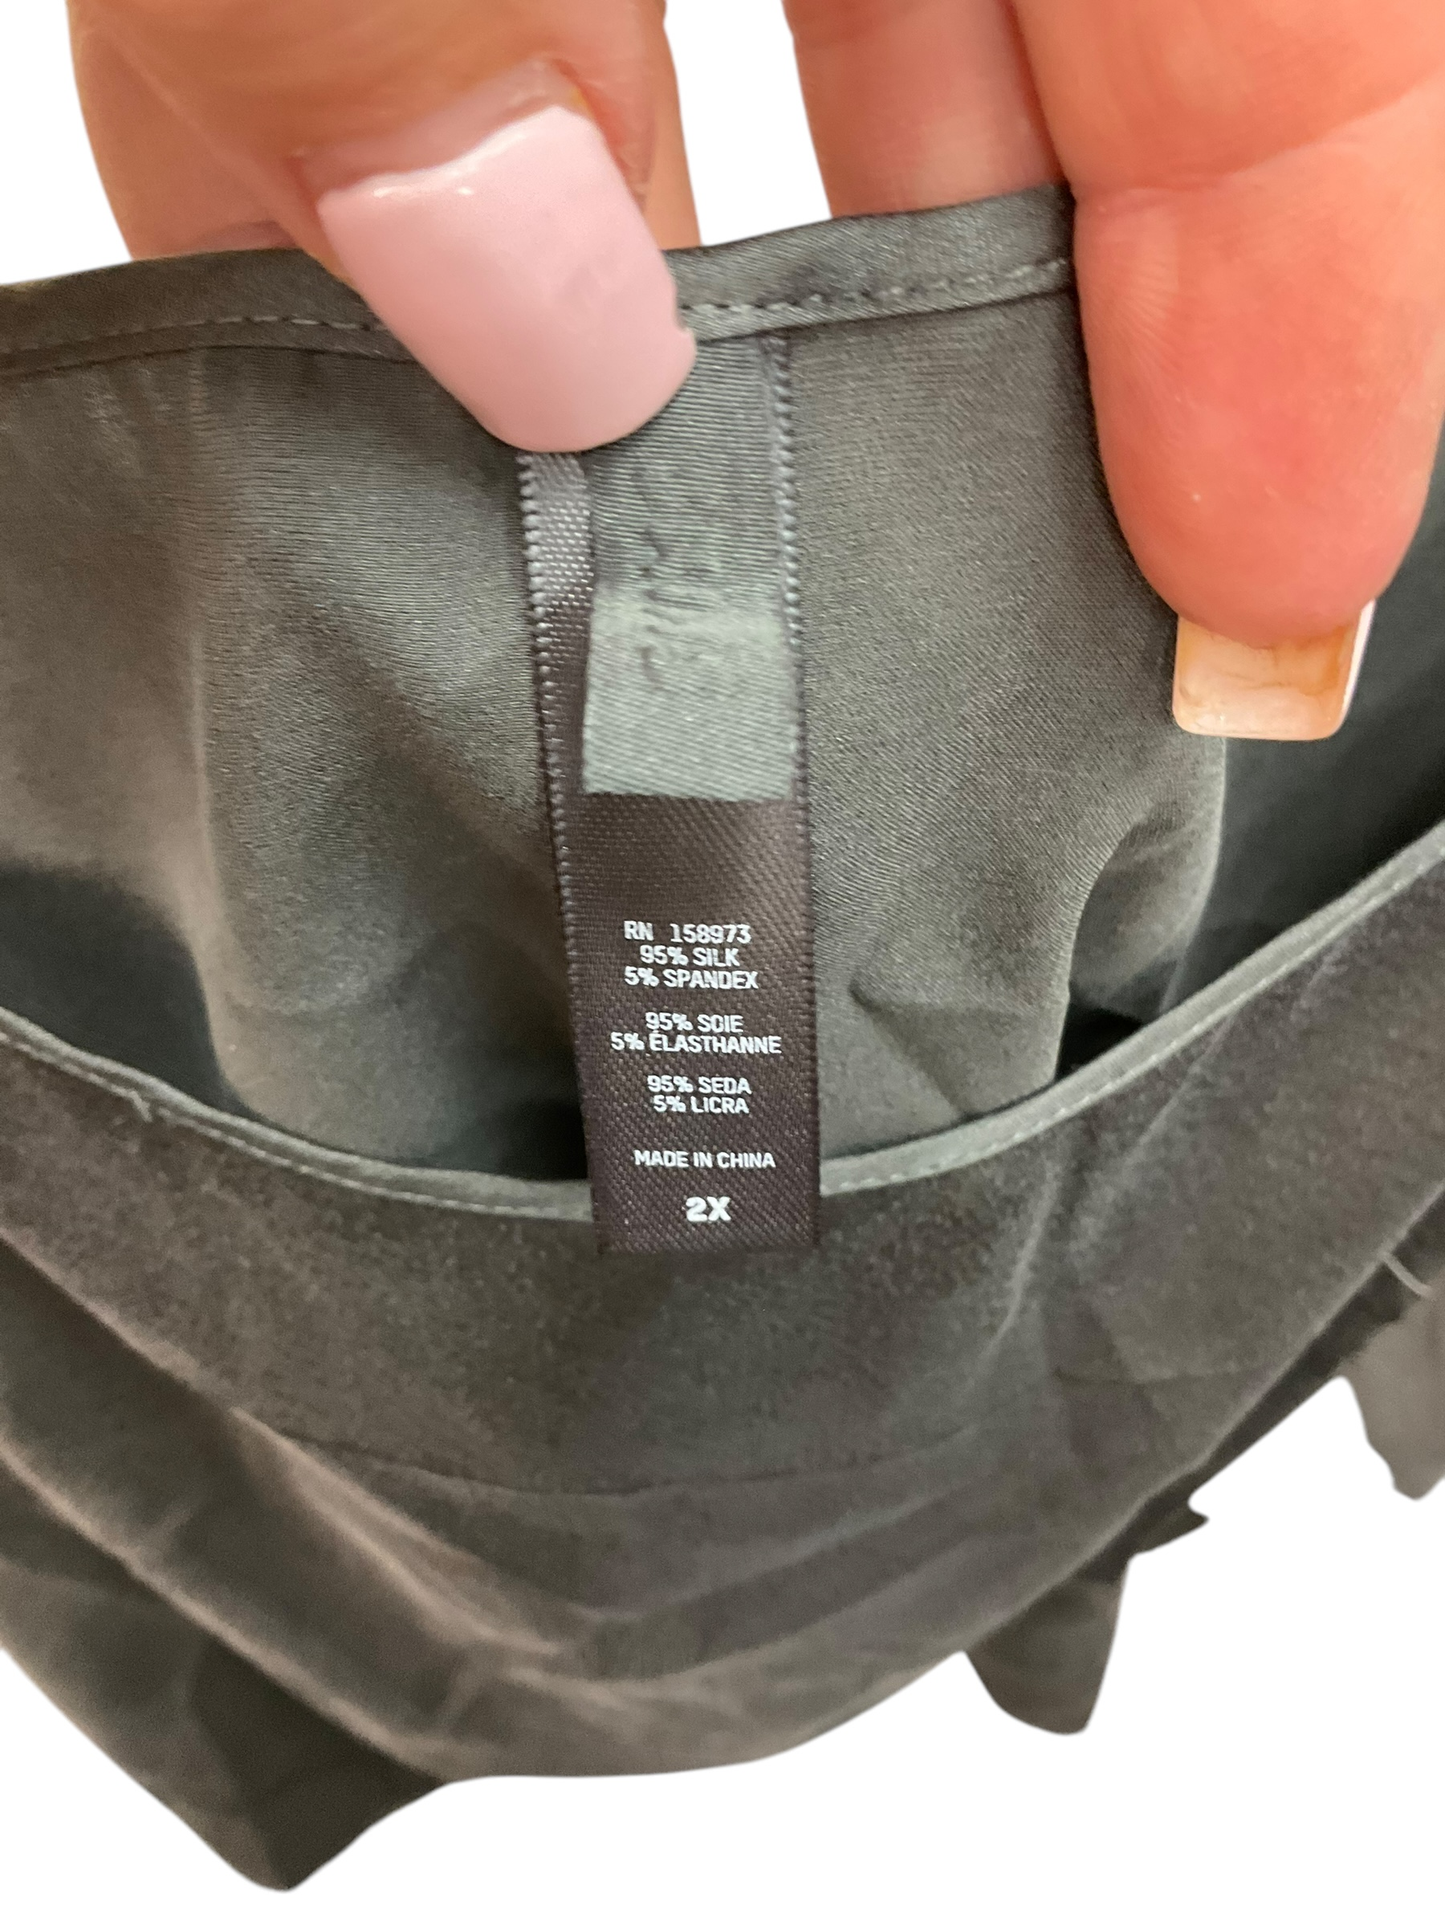 RN 158973
95% SILK
5% SPANDEX
95% SOIE
5% ÉLASTHANNE
95% SEDA
5% LICRA
MADE IN CHINA
2X